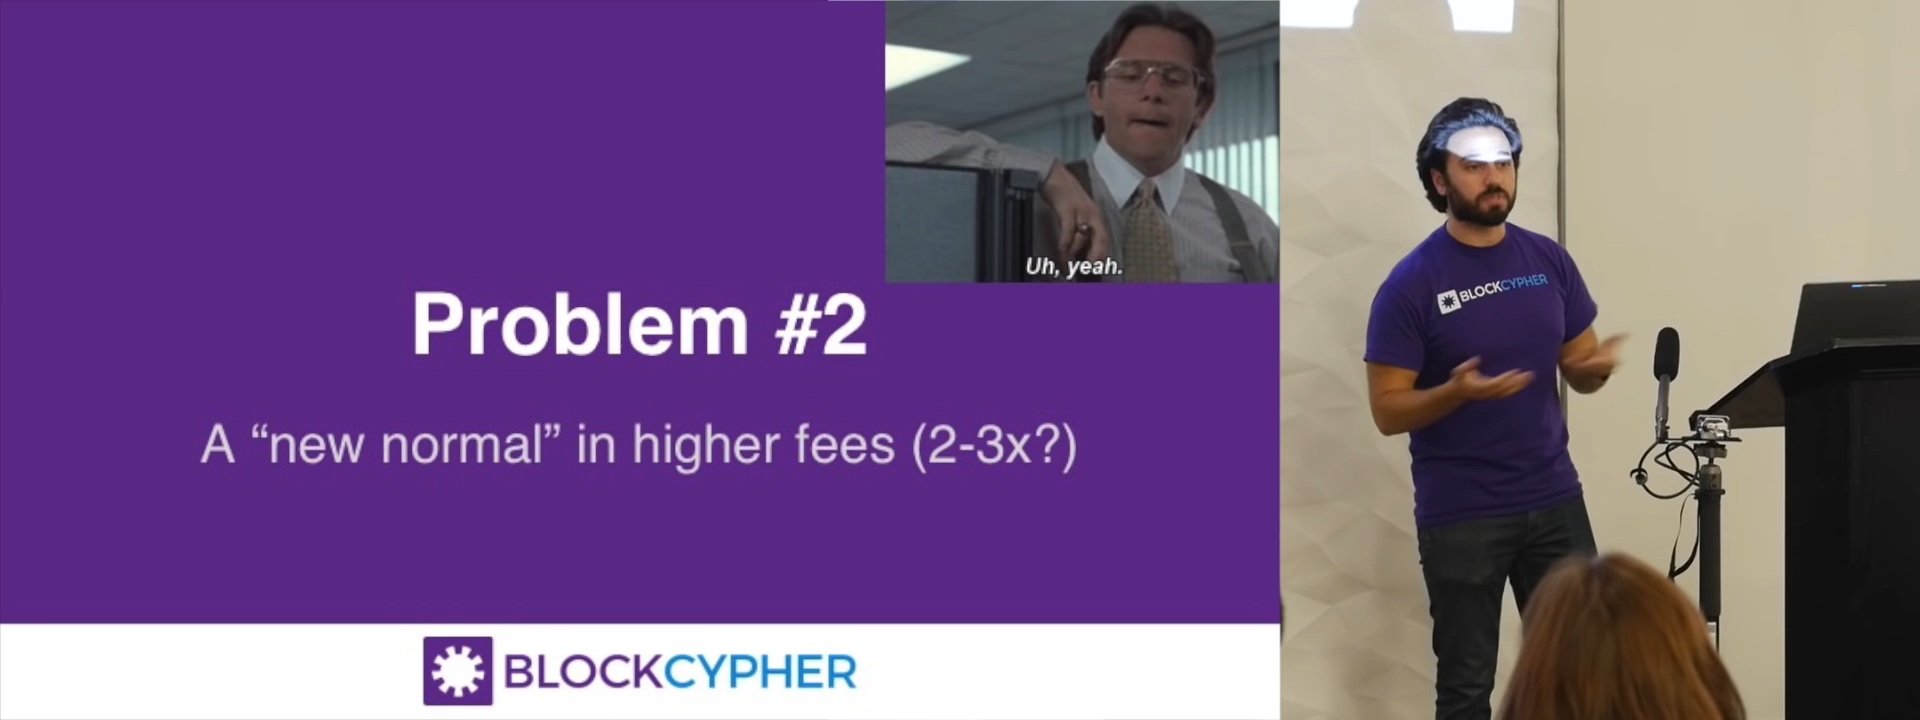 Uh, yeah.
Problem #2
A “new normal” in higher fees (2-3x?)
BLOCKCYPHER
BLOCKCYPHER